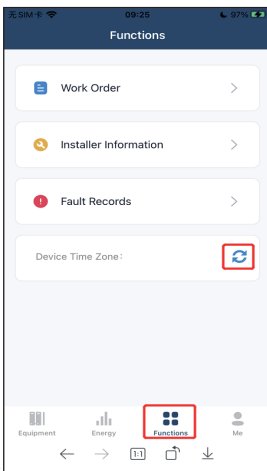 无SIM卡 09:25 97%
Functions
Work Order
Installer Information
Fault Records
Device Time Zone:
Equipment Energy Functions Me
1:1